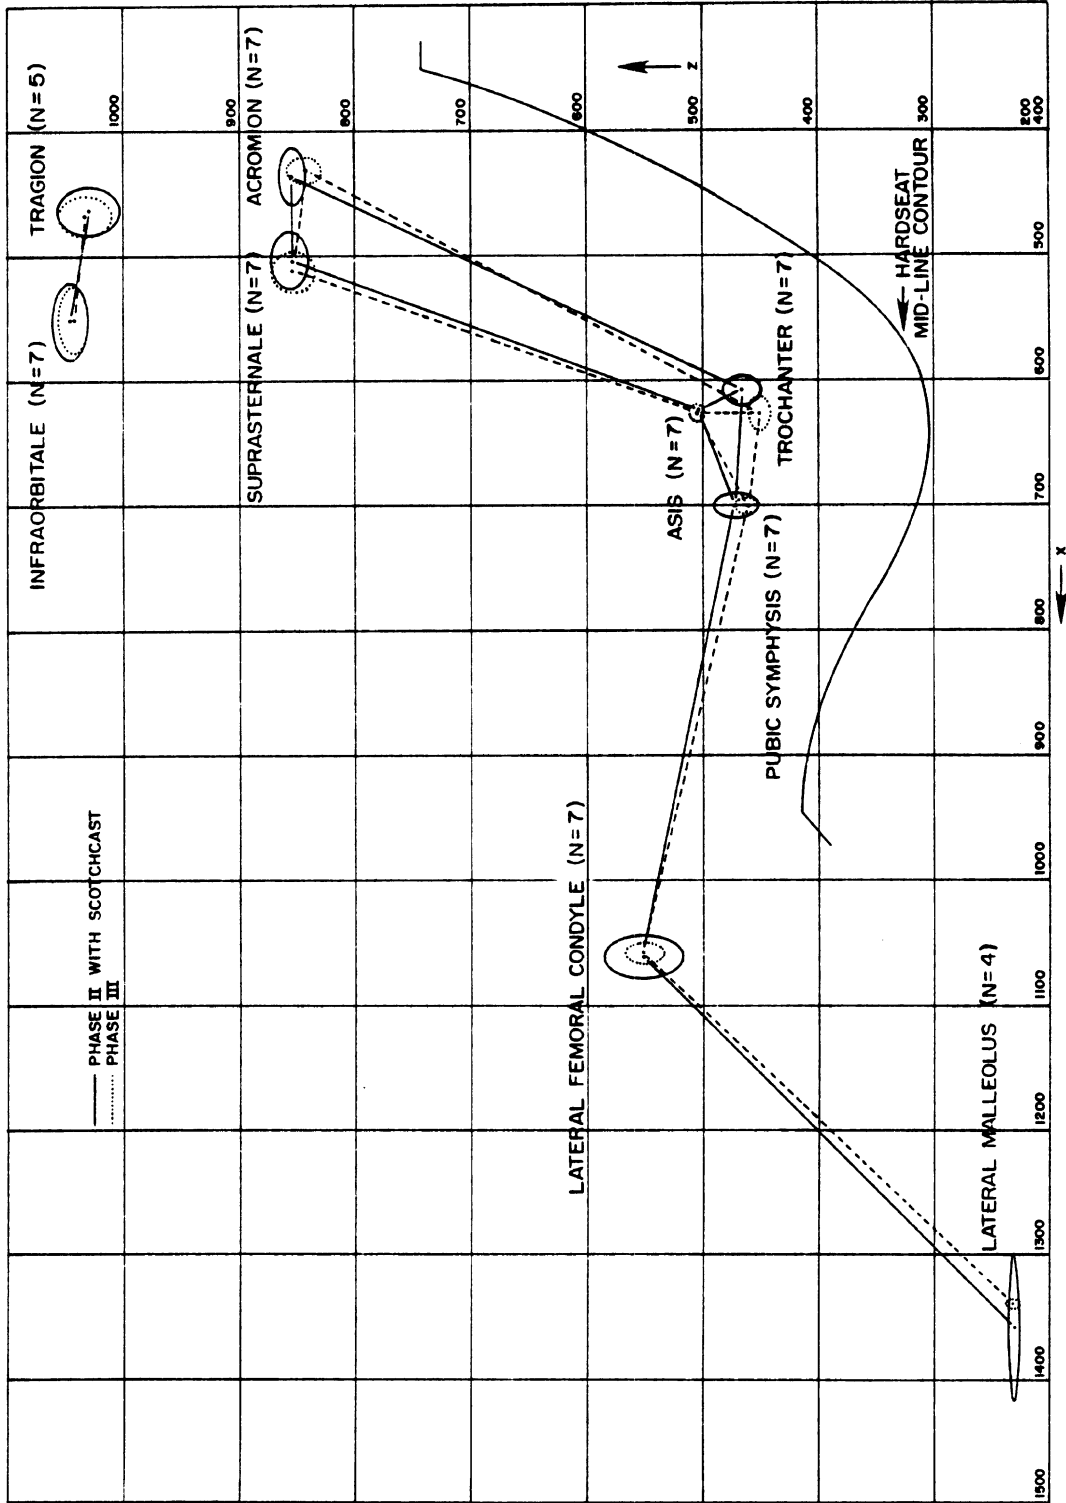 INFRAORBITALE (N=7)
TRAGION (N=5)
PHASE II WITH SCOTCHCAST
PHASE III
1000
900
SUPRASTERNALE (N=7)
ACROMION (N=7)
800
700
600
LATERAL FEMORAL CONDYLE (N=7)
ASIS (N=7)
500
Z
PUBIC SYMPHYSIS (N=7)
TROCHANTER (N=7)
400
HARDSEAT
MID-LINE CONTOUR
300
LATERAL MALLEOLUS (N=4)
200
1500 1400 1300 1200 1100 1000 900 800 700 600 500 400
X